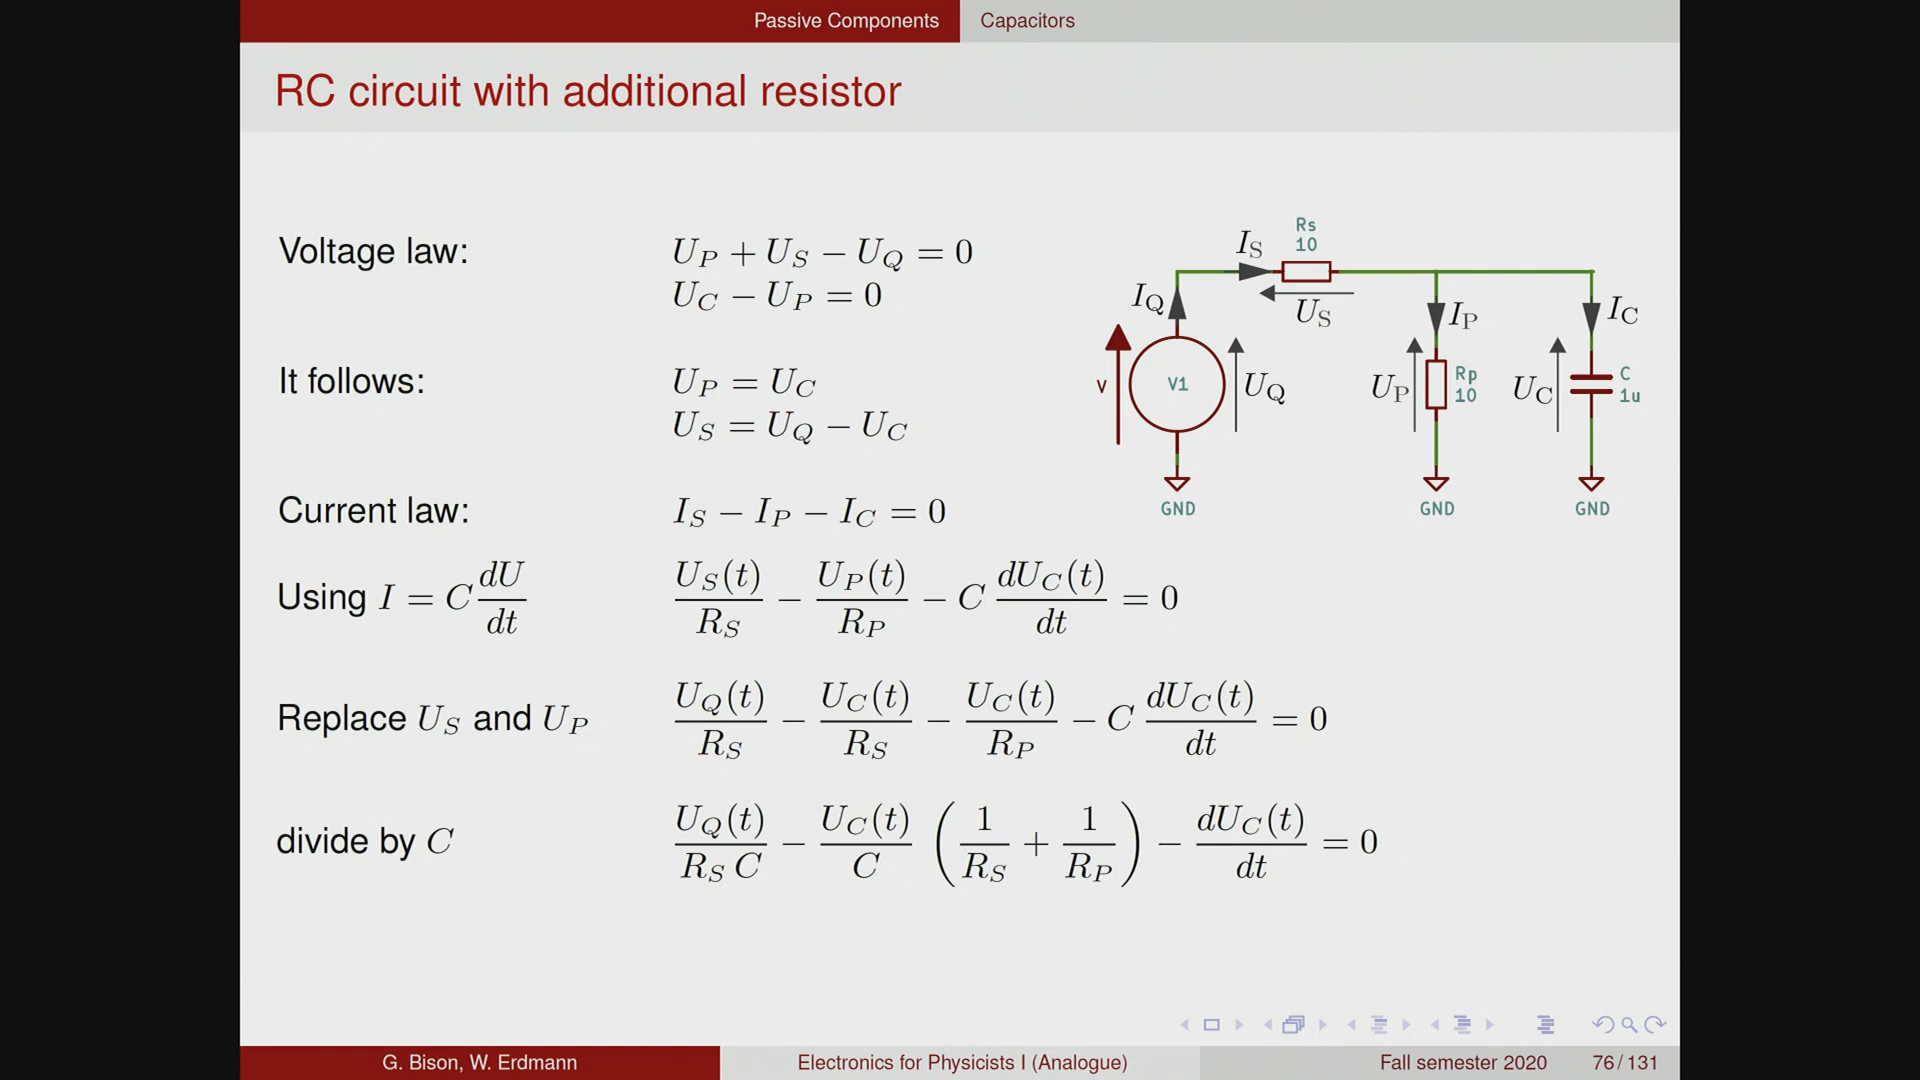 Passive Components Capacitors
RC circuit with additional resistor
Voltage law: U_P + U_S − U_Q = 0
U_C − U_P = 0
It follows: U_P = U_C
U_S = U_Q − U_C
Current law: I_S − I_P − I_C = 0
Using I = C dU/dt U_S(t)/R_S − U_P(t)/R_P − C dU_C(t)/dt = 0
Replace U_S and U_P U_Q(t)/R_S − U_C(t)/R_S − U_C(t)/R_P − C dU_C(t)/dt = 0
divide by C U_Q(t)/(R_S C) − U_C(t)/C (1/R_S + 1/R_P) − dU_C(t)/dt = 0
Rs
10
I_S
I_Q
U_S
I_P
I_C
V
V1
U_Q
U_P
Rp
10
U_C
C
1u
GND
GND
GND
G. Bison, W. Erdmann Electronics for Physicists I (Analogue) Fall semester 2020 76/131